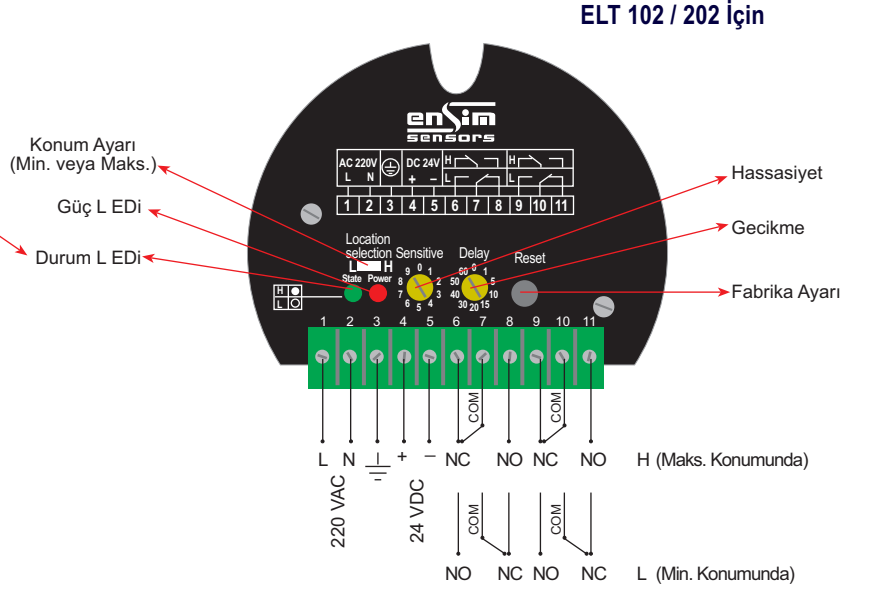 ELT 102 / 202 İçin
ensim
sensors
AC 220V DC 24V H H
L N + – L L
1 2 3 4 5 6 7 8 9 10 11
Konum Ayarı
(Min. veya Maks.)
Güç L EDi
Durum L EDi
Hassasiyet
Gecikme
Fabrika Ayarı
Location
selection Sensitive Delay Reset
L H
State Power
H
L
0 1 2 3 4 5 6 7 8 9
0 1 5 10 15 20 30 40 50 60
1 2 3 4 5 6 7 8 9 10 11
COM COM
L N + – NC NO NC NO H (Maks. Konumunda)
220 VAC 24 VDC
COM COM
NO NC NO NC L (Min. Konumunda)